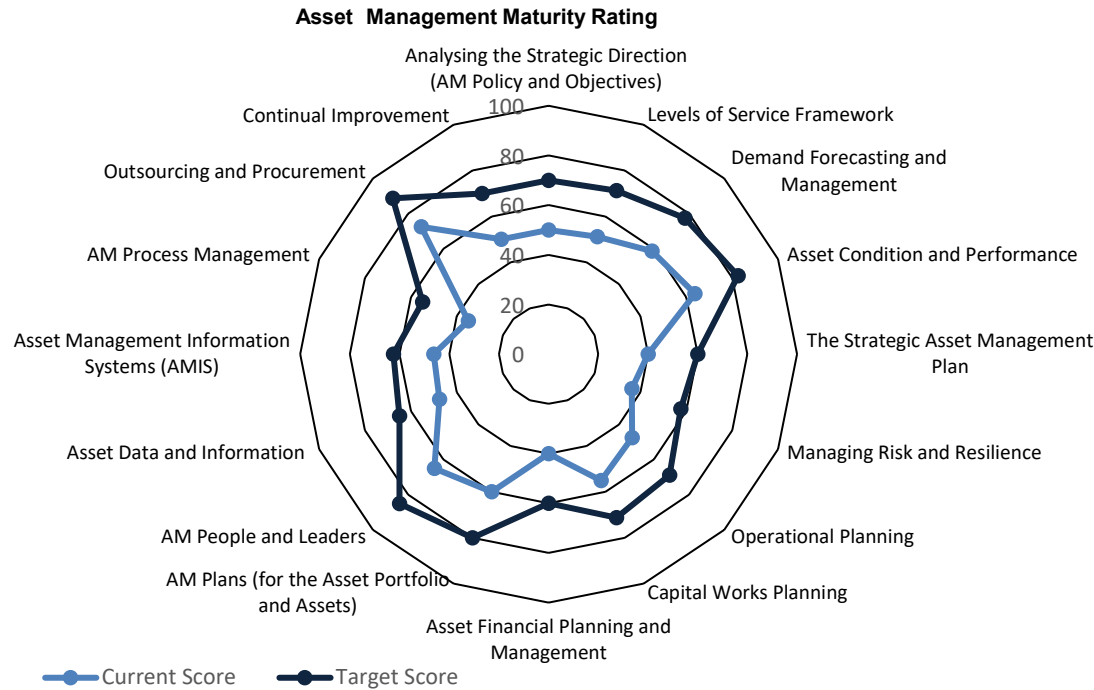 Asset Management Maturity Rating
Analysing the Strategic Direction
(AM Policy and Objectives)
Levels of Service Framework
Demand Forecasting and
Management
Asset Condition and Performance
The Strategic Asset Management
Plan
Managing Risk and Resilience
Operational Planning
Capital Works Planning
Asset Financial Planning and
Management
AM Plans (for the Asset Portfolio
and Assets)
AM People and Leaders
Asset Data and Information
Asset Management Information
Systems (AMIS)
AM Process Management
Outsourcing and Procurement
Continual Improvement
100
80
60
40
20
0
Current Score
Target Score